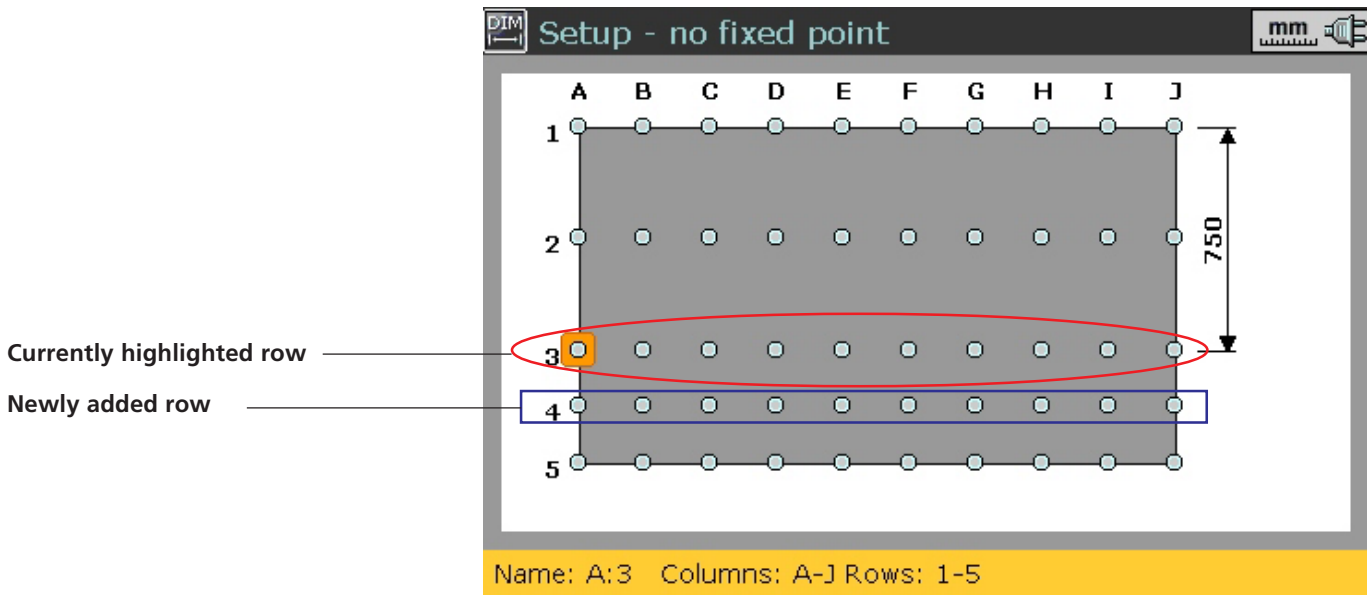 DIM
Setup - no fixed point
mm
A B C D E F G H I J
1
2
750
Currently highlighted row
3
Newly added row
4
5
Name: A:3 Columns: A-J Rows: 1-5